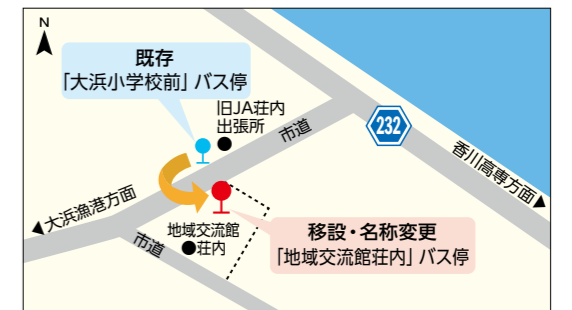 N
既存
「大浜小学校前」バス停
旧JA荘内
出張所
市道
232
香川高専方面▶
◀大浜漁港方面
地域交流館
●荘内
市道
移設・名称変更
「地域交流館荘内」バス停